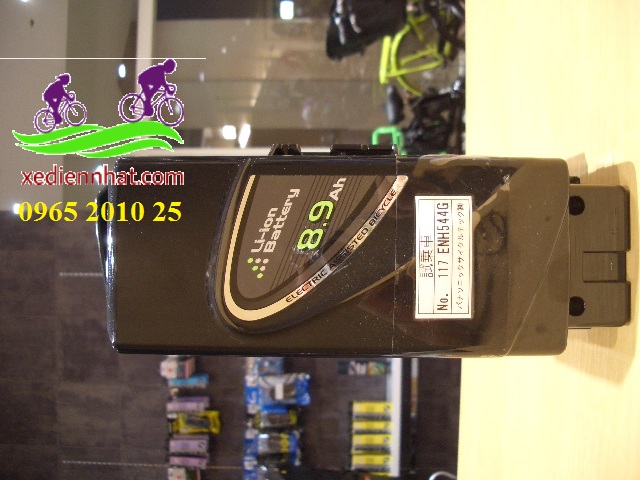 xediennhat.com
0965 2010 25
Li-ion
Battery
8.9Ah
ELECTRIC ASSISTED BICYCLE
試乗車
No. 117 ENH544G
パナソニックサイクルテック㈱